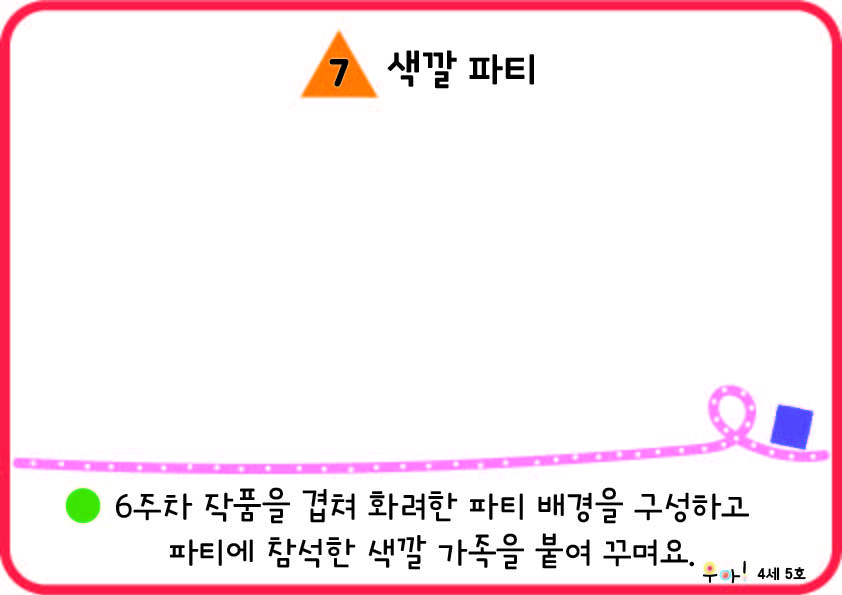 7 색깔 파티
6주차 작품을 겹쳐 화려한 파티 배경을 구성하고
파티에 참석한 색깔 가족을 붙여 꾸며요.
우아! 4세 5호